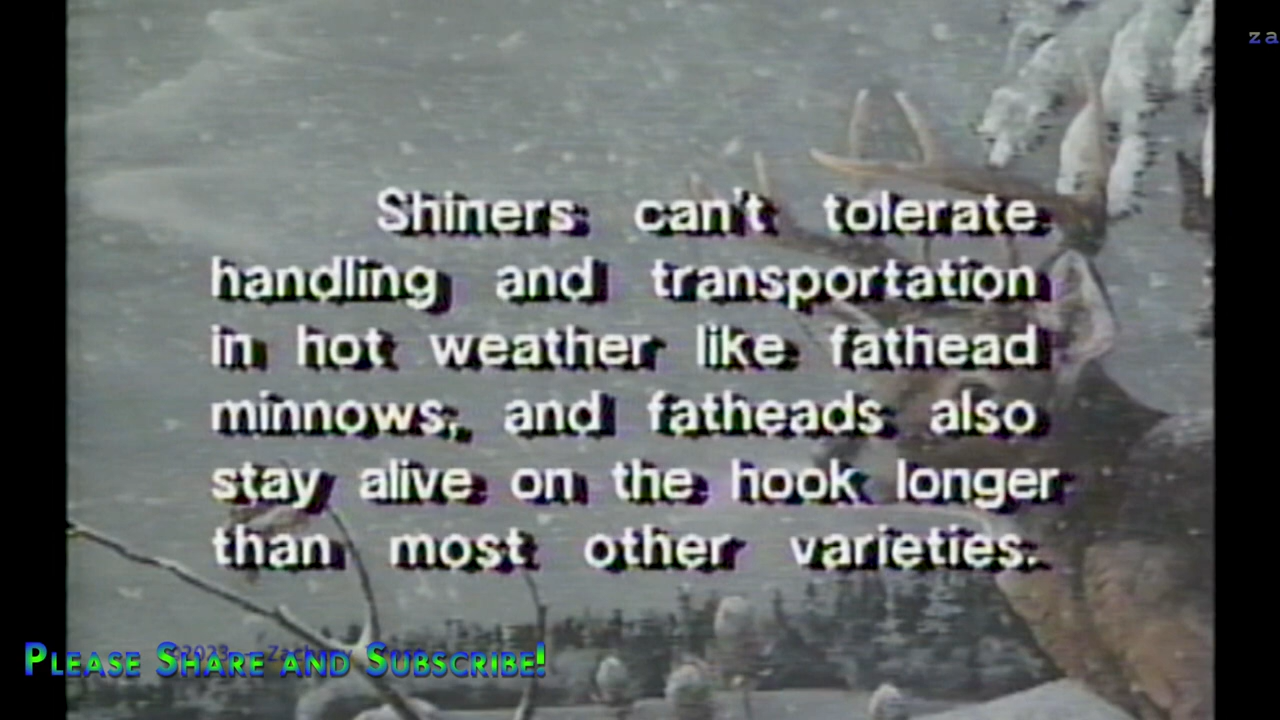 za
Shiners can't tolerate
handling and transportation
in hot weather like fathead
minnows, and fatheads also
stay alive on the hook longer
than most other varieties.
Please Share and Subscribe!